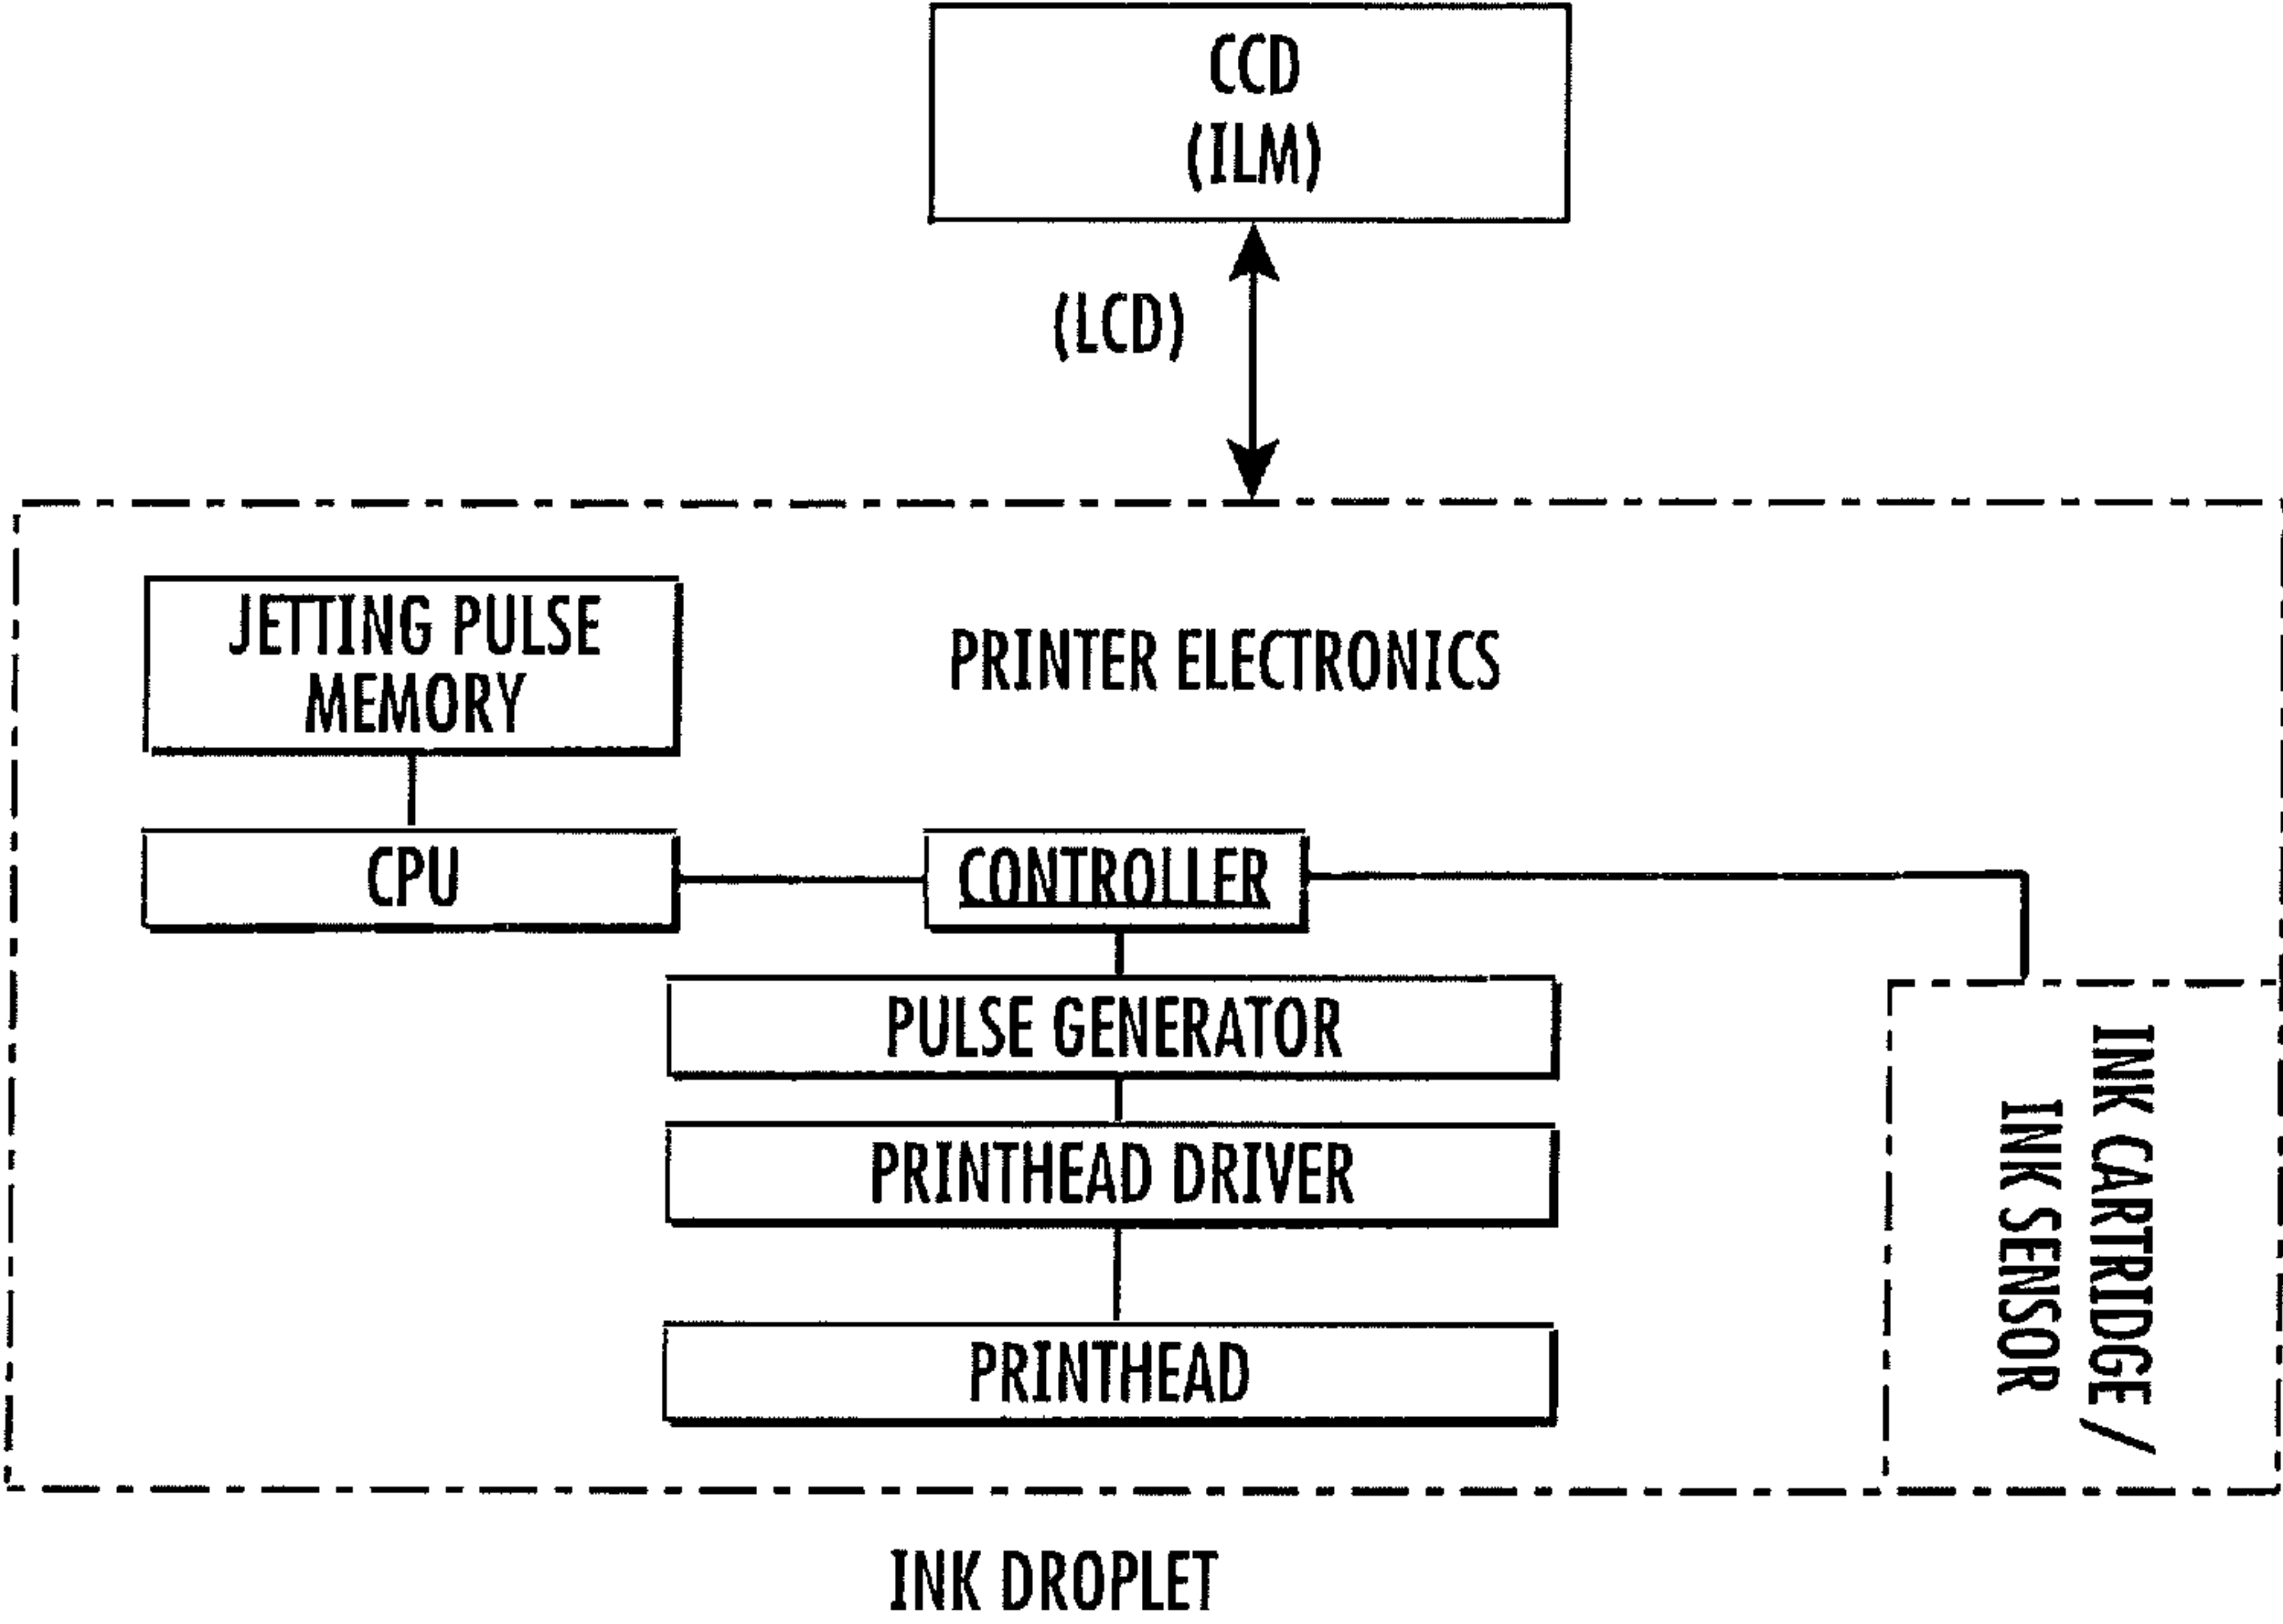 CCD
(ILM)
(LCD)
JETTING PULSE
MEMORY
PRINTER ELECTRONICS
CPU
CONTROLLER
PULSE GENERATOR
PRINTHEAD DRIVER
PRINTHEAD
INK CARTRIDGE /
INK SENSOR
INK DROPLET